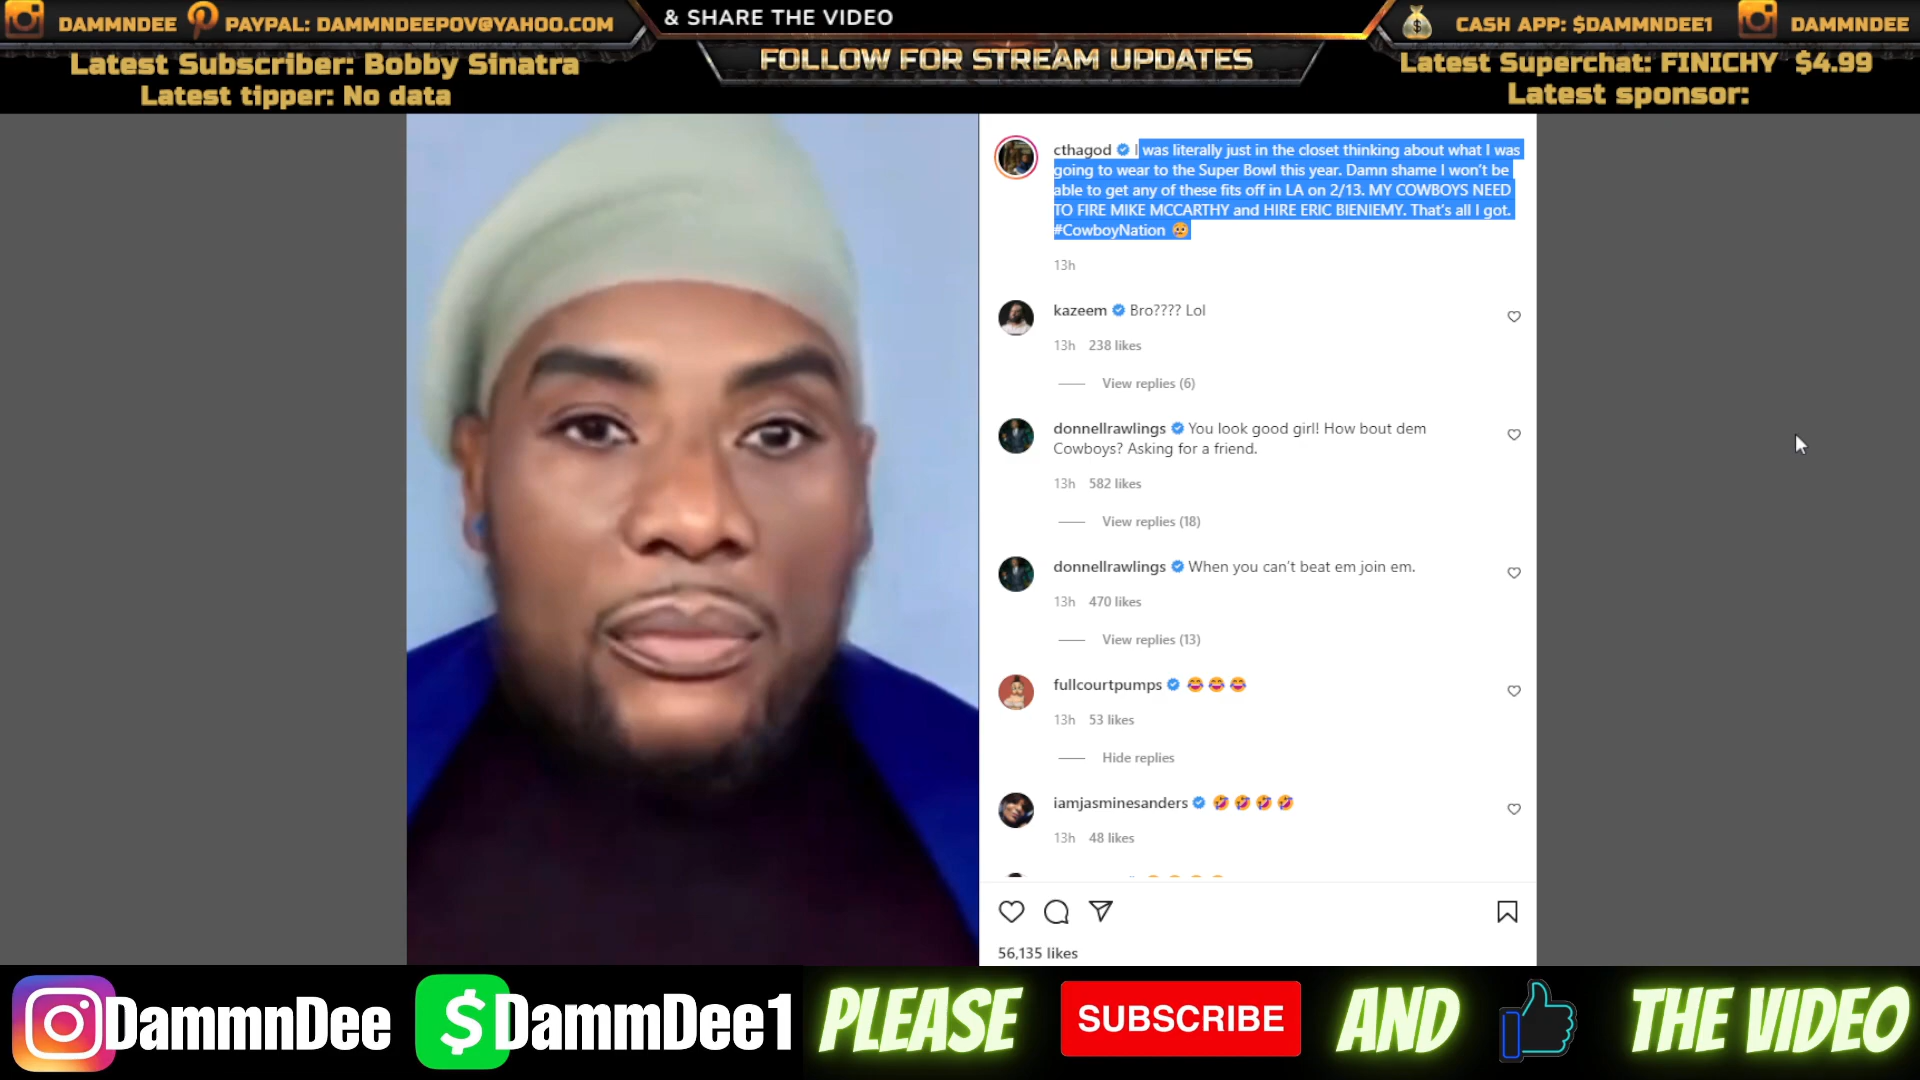 DAMMNDEE PAYPAL: DAMMNDEEPOV@YAHOO.COM
& SHARE THE VIDEO
CASH APP: $DAMMNDEE1 DAMMNDEE
Latest Subscriber: Bobby Sinatra
FOLLOW FOR STREAM UPDATES
Latest Superchat: FINICHY $4.99
Latest tipper: No data
Latest sponsor:
cthagod I was literally just in the closet thinking about what I was
going to wear to the Super Bowl this year. Damn shame I won't be
able to get any of these fits off in LA on 2/13. MY COWBOYS NEED
TO FIRE MIKE MCCARTHY and HIRE ERIC BIENIEMY. That's all I got.
#CowboyNation 🥴
13h
kazeem Bro???? Lol
13h 238 likes
View replies (6)
donnellrawlings You look good girl! How bout dem
Cowboys? Asking for a friend.
13h 582 likes
View replies (18)
donnellrawlings When you can't beat em join em.
13h 470 likes
View replies (13)
fullcourtpumps 😂😂😂
13h 53 likes
Hide replies
iamjasminesanders 🤣🤣🤣🤣
13h 48 likes
56,135 likes
DammnDee
$DammDee1
PLEASE SUBSCRIBE AND THE VIDEO